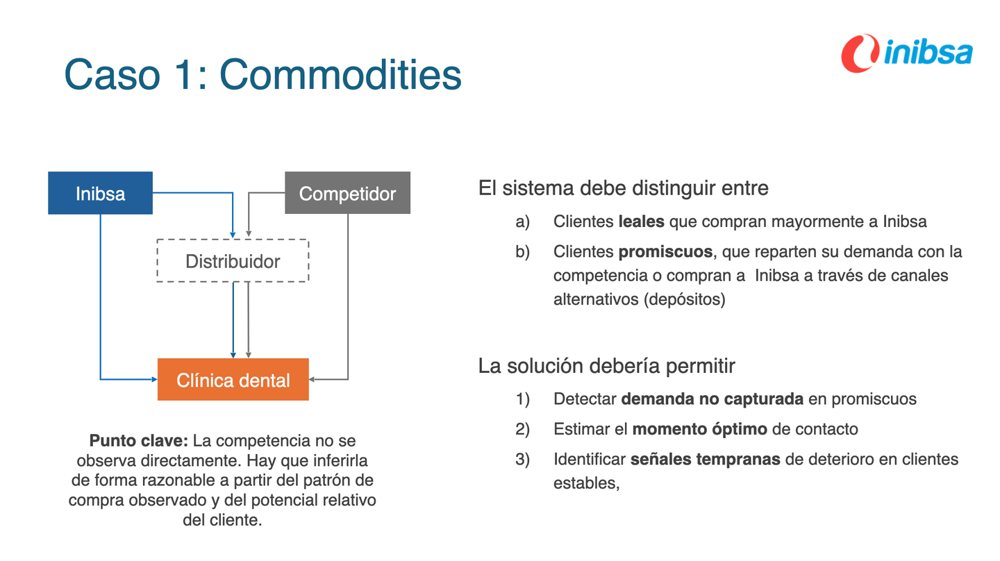 inibsa
Caso 1: Commodities
Inibsa
Competidor
Distribuidor
Clínica dental
Punto clave: La competencia no se
observa directamente. Hay que inferirla
de forma razonable a partir del patrón de
compra observado y del potencial relativo
del cliente.
El sistema debe distinguir entre
a) Clientes leales que compran mayormente a Inibsa
b) Clientes promiscuos, que reparten su demanda con la
competencia o compran a  Inibsa a través de canales
alternativos (depósitos)
La solución debería permitir
1) Detectar demanda no capturada en promiscuos
2) Estimar el momento óptimo de contacto
3) Identificar señales tempranas de deterioro en clientes
estables,